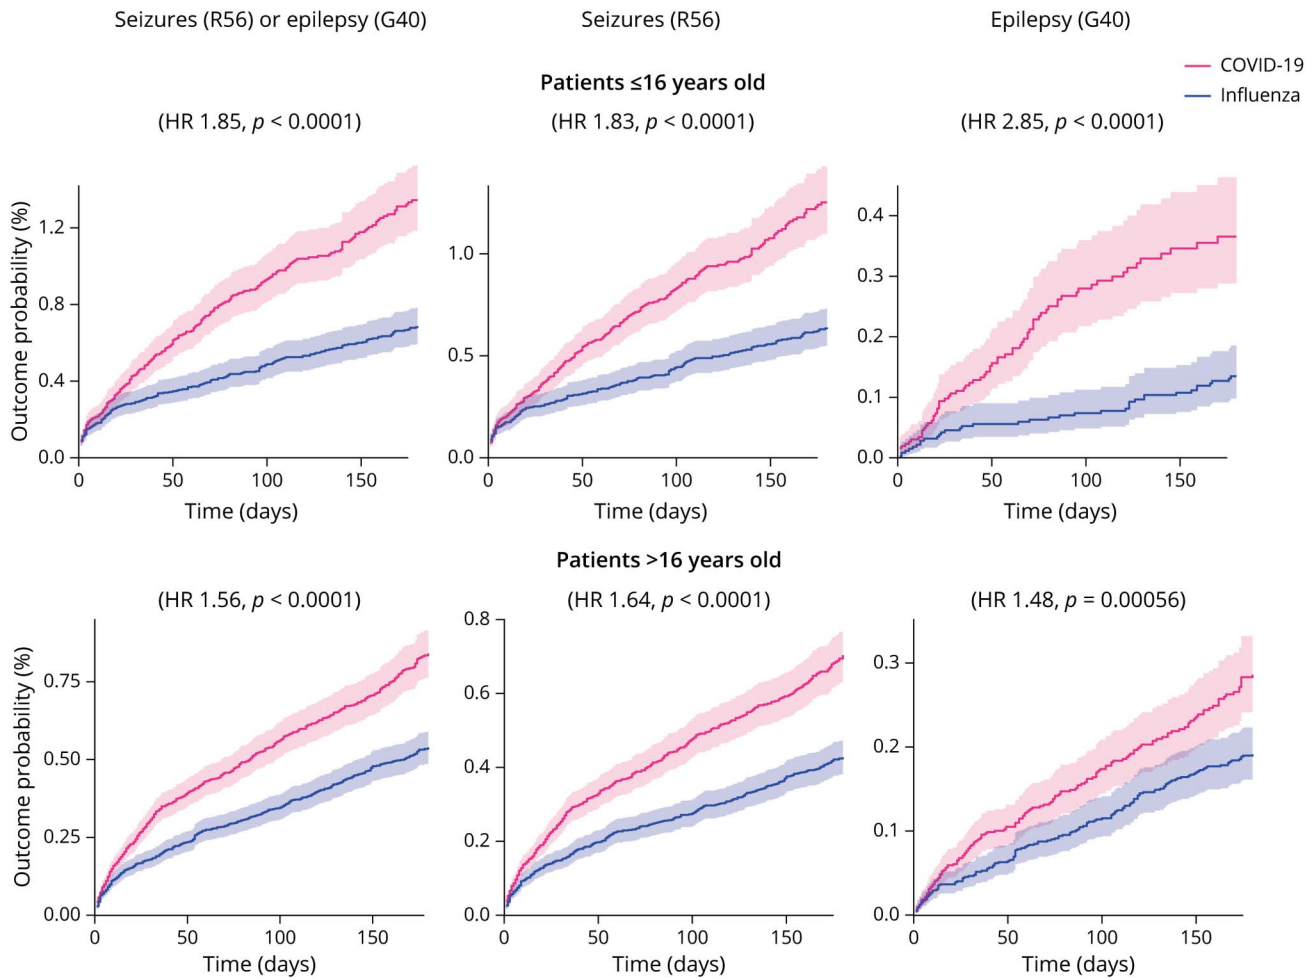 Seizures (R56) or epilepsy (G40)
Seizures (R56)
Epilepsy (G40)
COVID-19
Influenza
Patients ≤16 years old
(HR 1.85, p < 0.0001)
(HR 1.83, p < 0.0001)
(HR 2.85, p < 0.0001)
Outcome probability (%)
1.2
0.8
0.4
0.0
0 50 100 150
Time (days)
1.0
0.5
0.0
0 50 100 150
Time (days)
0.4
0.3
0.2
0.1
0.0
0 50 100 150
Time (days)
Patients >16 years old
(HR 1.56, p < 0.0001)
(HR 1.64, p < 0.0001)
(HR 1.48, p = 0.00056)
Outcome probability (%)
0.75
0.50
0.25
0.00
0 50 100 150
Time (days)
0.8
0.6
0.4
0.2
0.0
0 50 100 150
Time (days)
0.3
0.2
0.1
0.0
0 50 100 150
Time (days)